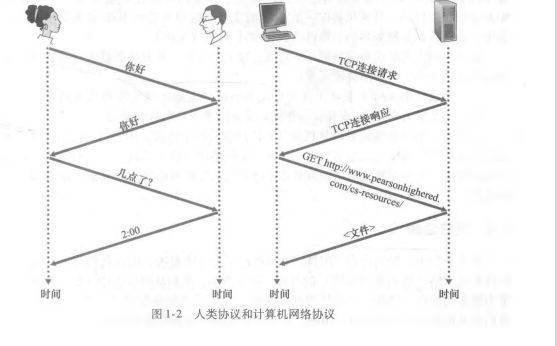 你好
你好
几点了?
2:00
时间
时间
TCP连接请求
TCP连接响应
GET http://www.pearsonhighered.
com/cs-resources/
<文件>
时间
时间
图 1-2 人类协议和计算机网络协议